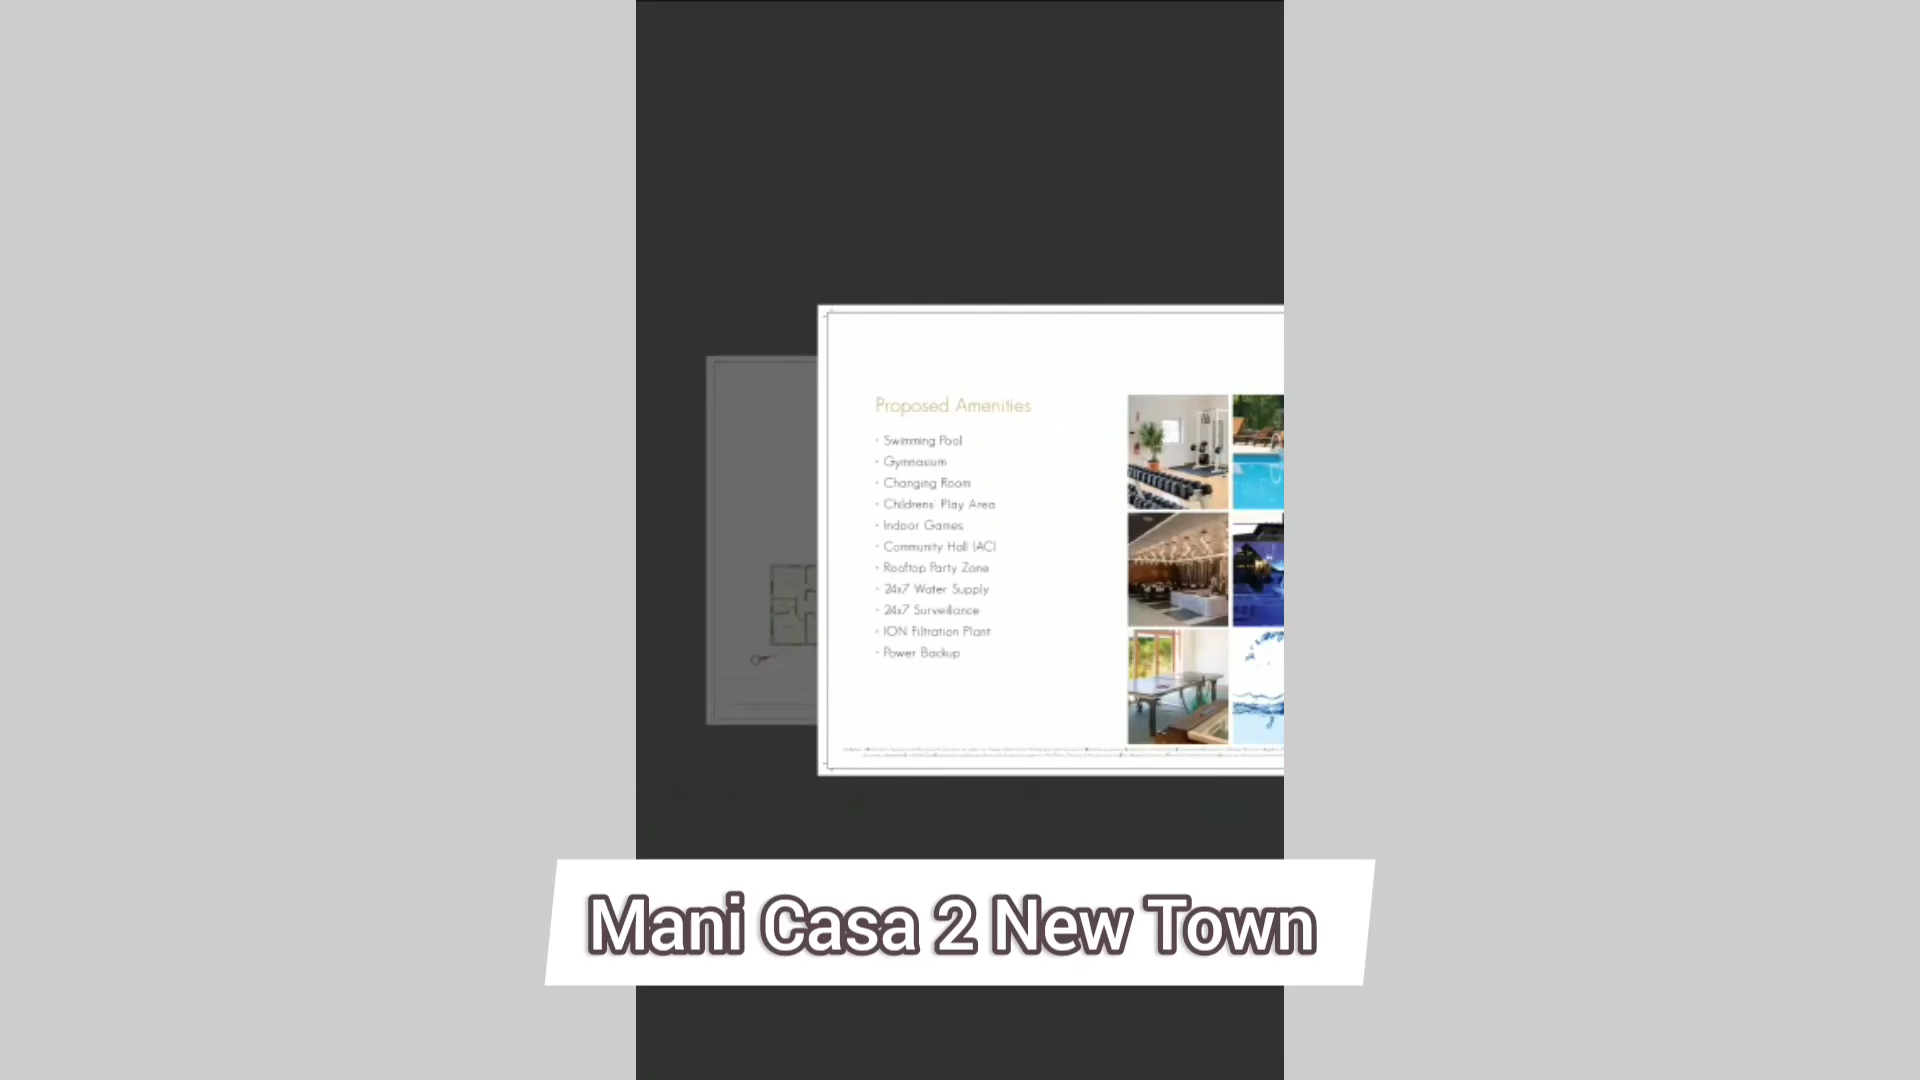 Proposed Amenities
• Swimming Pool
• Gymnasium
• Changing Room
• Childrens' Play Area
• Indoor Games
• Community Hall (AC)
• Rooftop Party Zone
• 24x7 Water Supply
• 24x7 Surveillance
• ION Filtration Plant
• Power Backup
Mani Casa 2 New Town